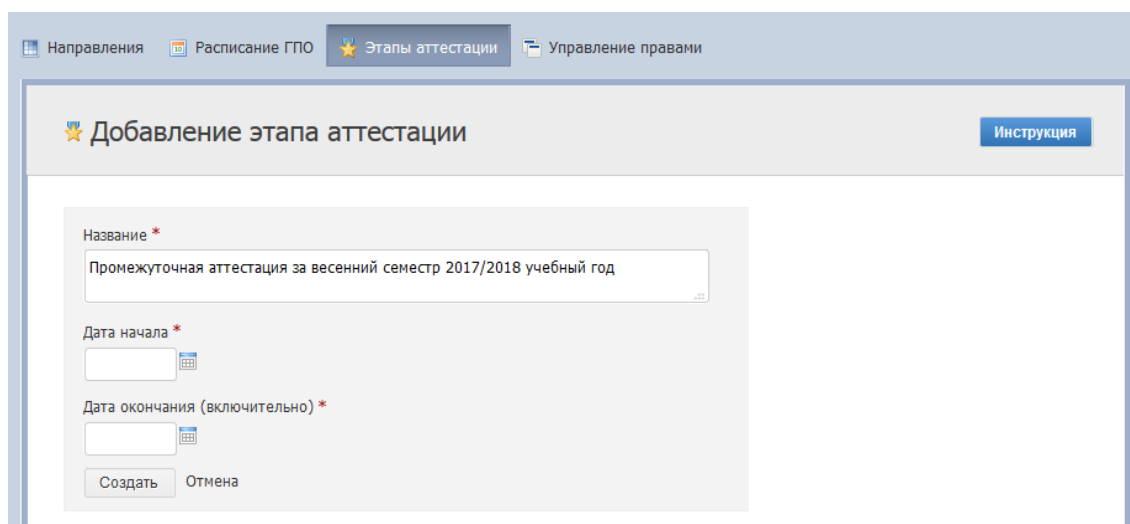 Направления Расписание ГПО Этапы аттестации Управление правами
Добавление этапа аттестации
Инструкция
Название *
Промежуточная аттестация за весенний семестр 2017/2018 учебный год
Дата начала *
Дата окончания (включительно) *
Создать Отмена